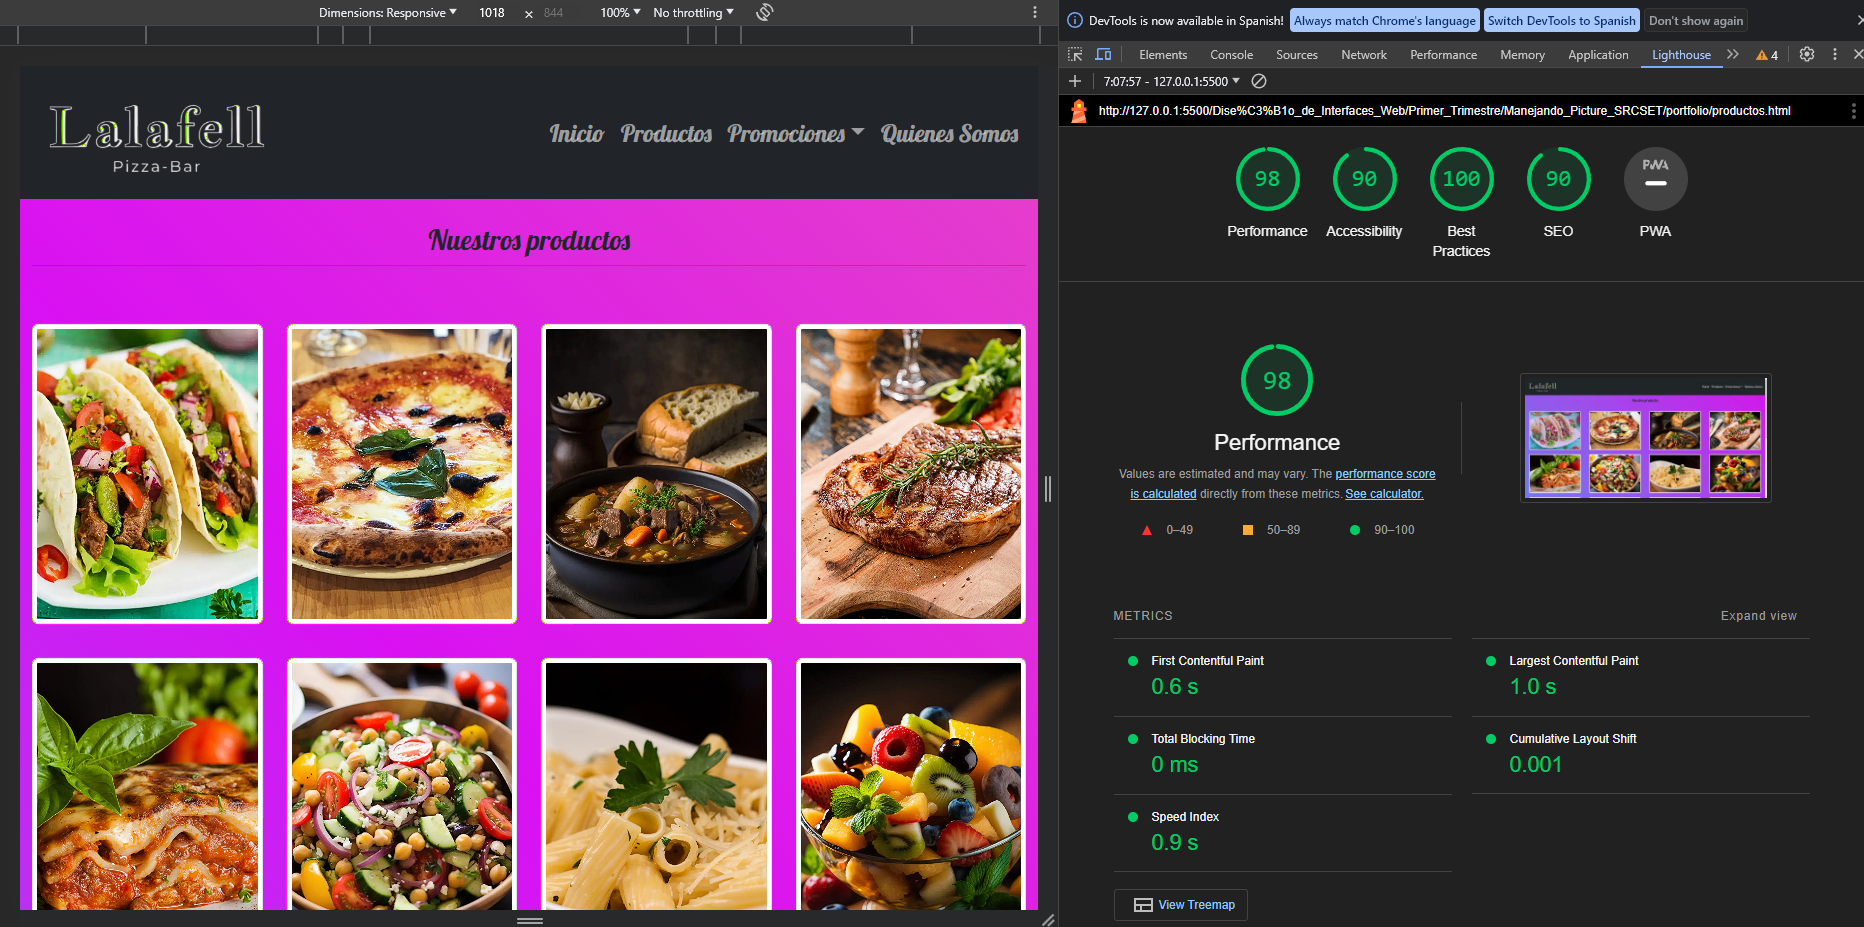 Dimensions: Responsive 1018 × 844 100% No throttling
DevTools is now available in Spanish! Always match Chrome's language Switch DevTools to Spanish Don't show again
Elements Console Sources Network Performance Memory Application Lighthouse 4
7:07:57 - 127.0.0.1:5500
http://127.0.0.1:5500/Dise%C3%B1o_de_Interfaces_Web/Primer_Trimestre/Manejando_Picture_SRCSET/portfolio/productos.html
Lalafell
Pizza-Bar
Inicio Productos Promociones Quienes Somos
Nuestros productos
98 90 100 90 PWA
Performance Accessibility Best Practices SEO PWA
98
Performance
Values are estimated and may vary. The performance score
is calculated directly from these metrics. See calculator.
0–49 50–89 90–100
METRICS Expand view
First Contentful Paint
0.6 s
Largest Contentful Paint
1.0 s
Total Blocking Time
0 ms
Cumulative Layout Shift
0.001
Speed Index
0.9 s
View Treemap